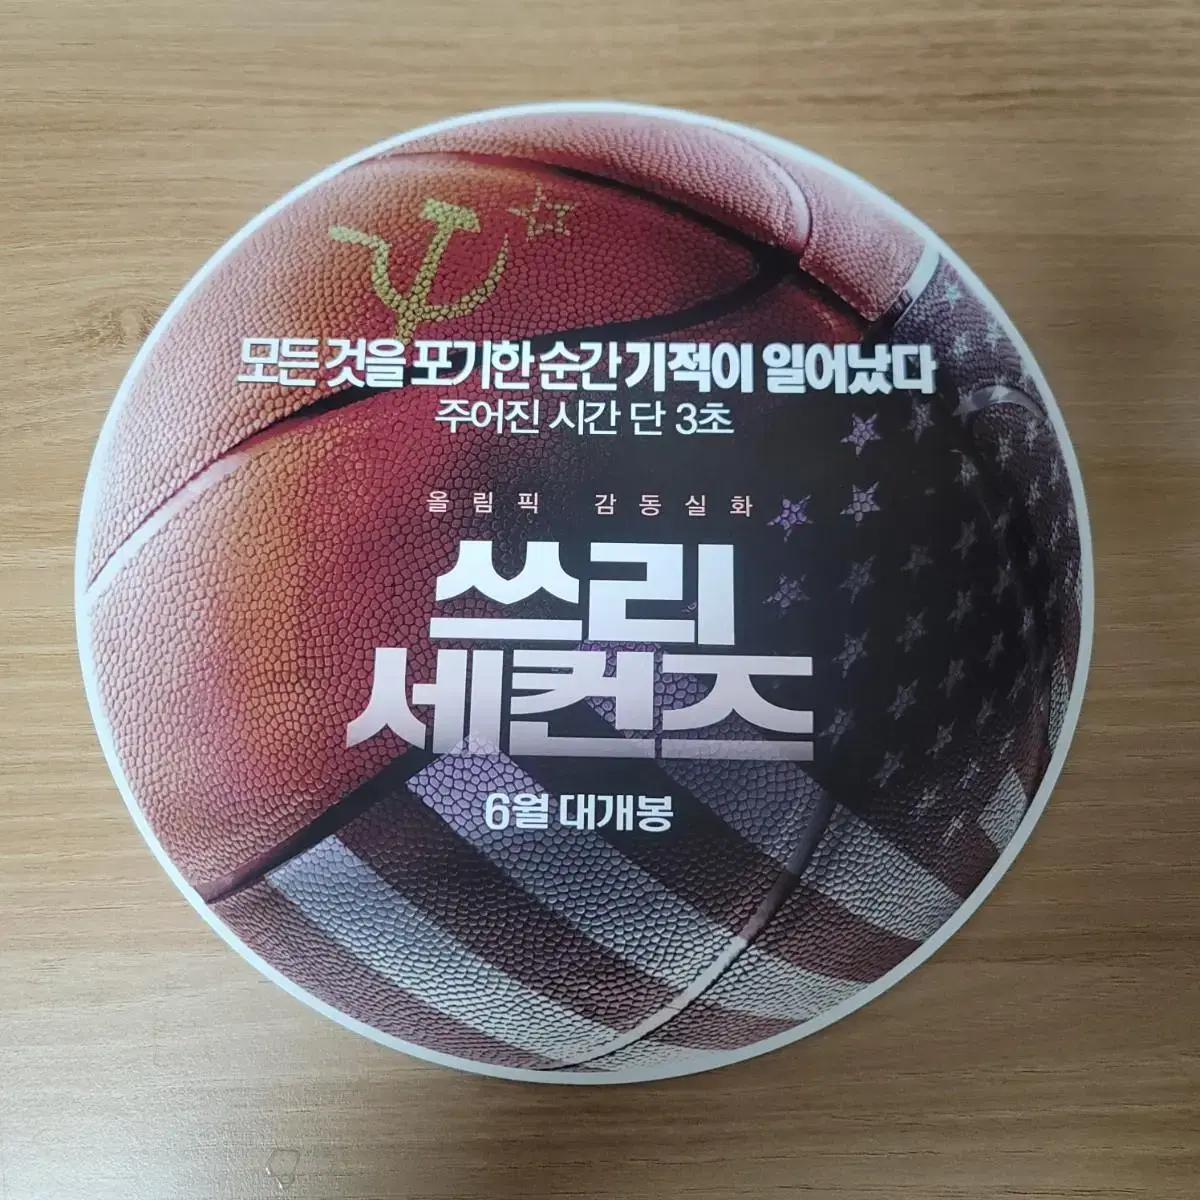 모든 것을 포기한 순간 기적이 일어났다
주어진 시간 단 3초
올림픽 감동실화
쓰리
세컨즈
6월 대개봉